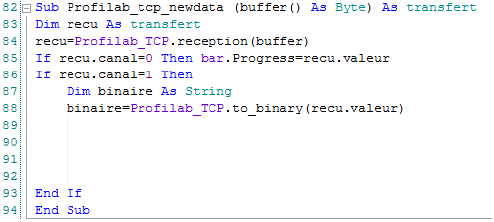 82 Sub Profilab_tcp_newdata (buffer() As Byte) As transfert
83 Dim recu As transfert
84 recu=Profilab_TCP.reception(buffer)
85 If recu.canal=0 Then bar.Progress=recu.valeur
86 If recu.canal=1 Then
87 Dim binaire As String
88 binaire=Profilab_TCP.to_binary(recu.valeur)
89
90
91
92
93 End If
94 End Sub